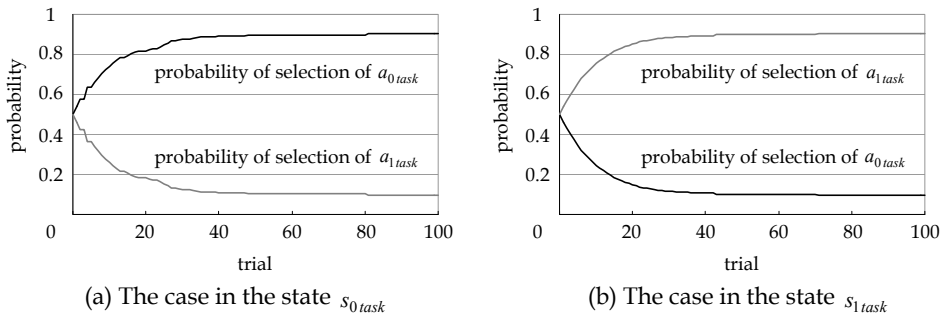 1
0.8
0.6
0.4
0.2
0
probability
probability of selection of a0task
probability of selection of a1task
20 40 60 80 100
trial
(a) The case in the state s0task
1
0.8
0.6
0.4
0.2
0
probability
probability of selection of a1task
probability of selection of a0task
20 40 60 80 100
trial
(b) The case in the state s1task